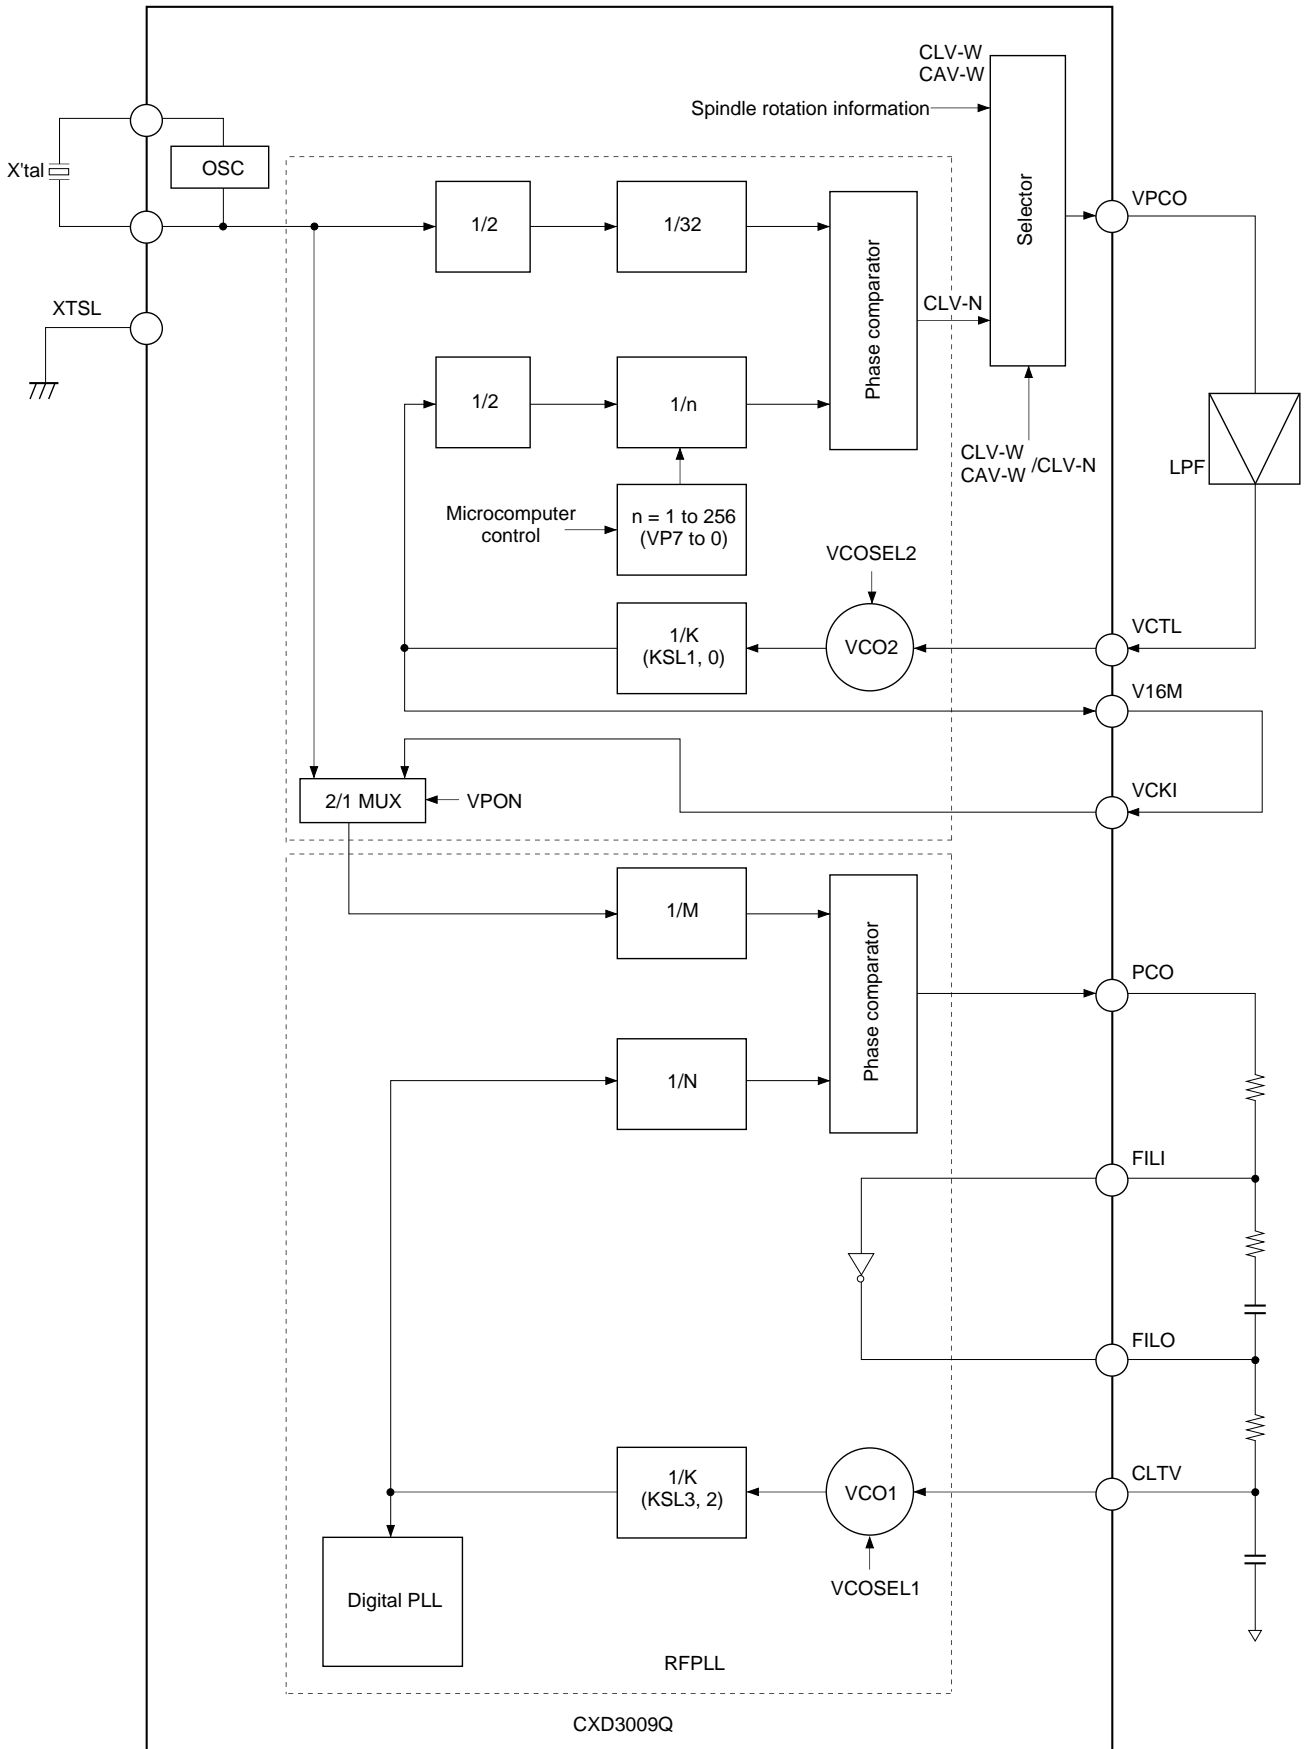 CLV-W
CAV-W
Spindle rotation information
X'tal
OSC
1/2
1/32
Phase comparator
Selector
VPCO
XTSL
CLV-N
1/2
1/n
CLV-W
CAV-W /CLV-N
LPF
Microcomputer
control
n = 1 to 256
(VP7 to 0)
VCOSEL2
1/K
(KSL1, 0)
VCO2
VCTL
V16M
2/1 MUX
VPON
VCKI
1/M
Phase comparator
PCO
1/N
FILI
FILO
1/K
(KSL3, 2)
VCO1
CLTV
VCOSEL1
Digital PLL
RFPLL
CXD3009Q